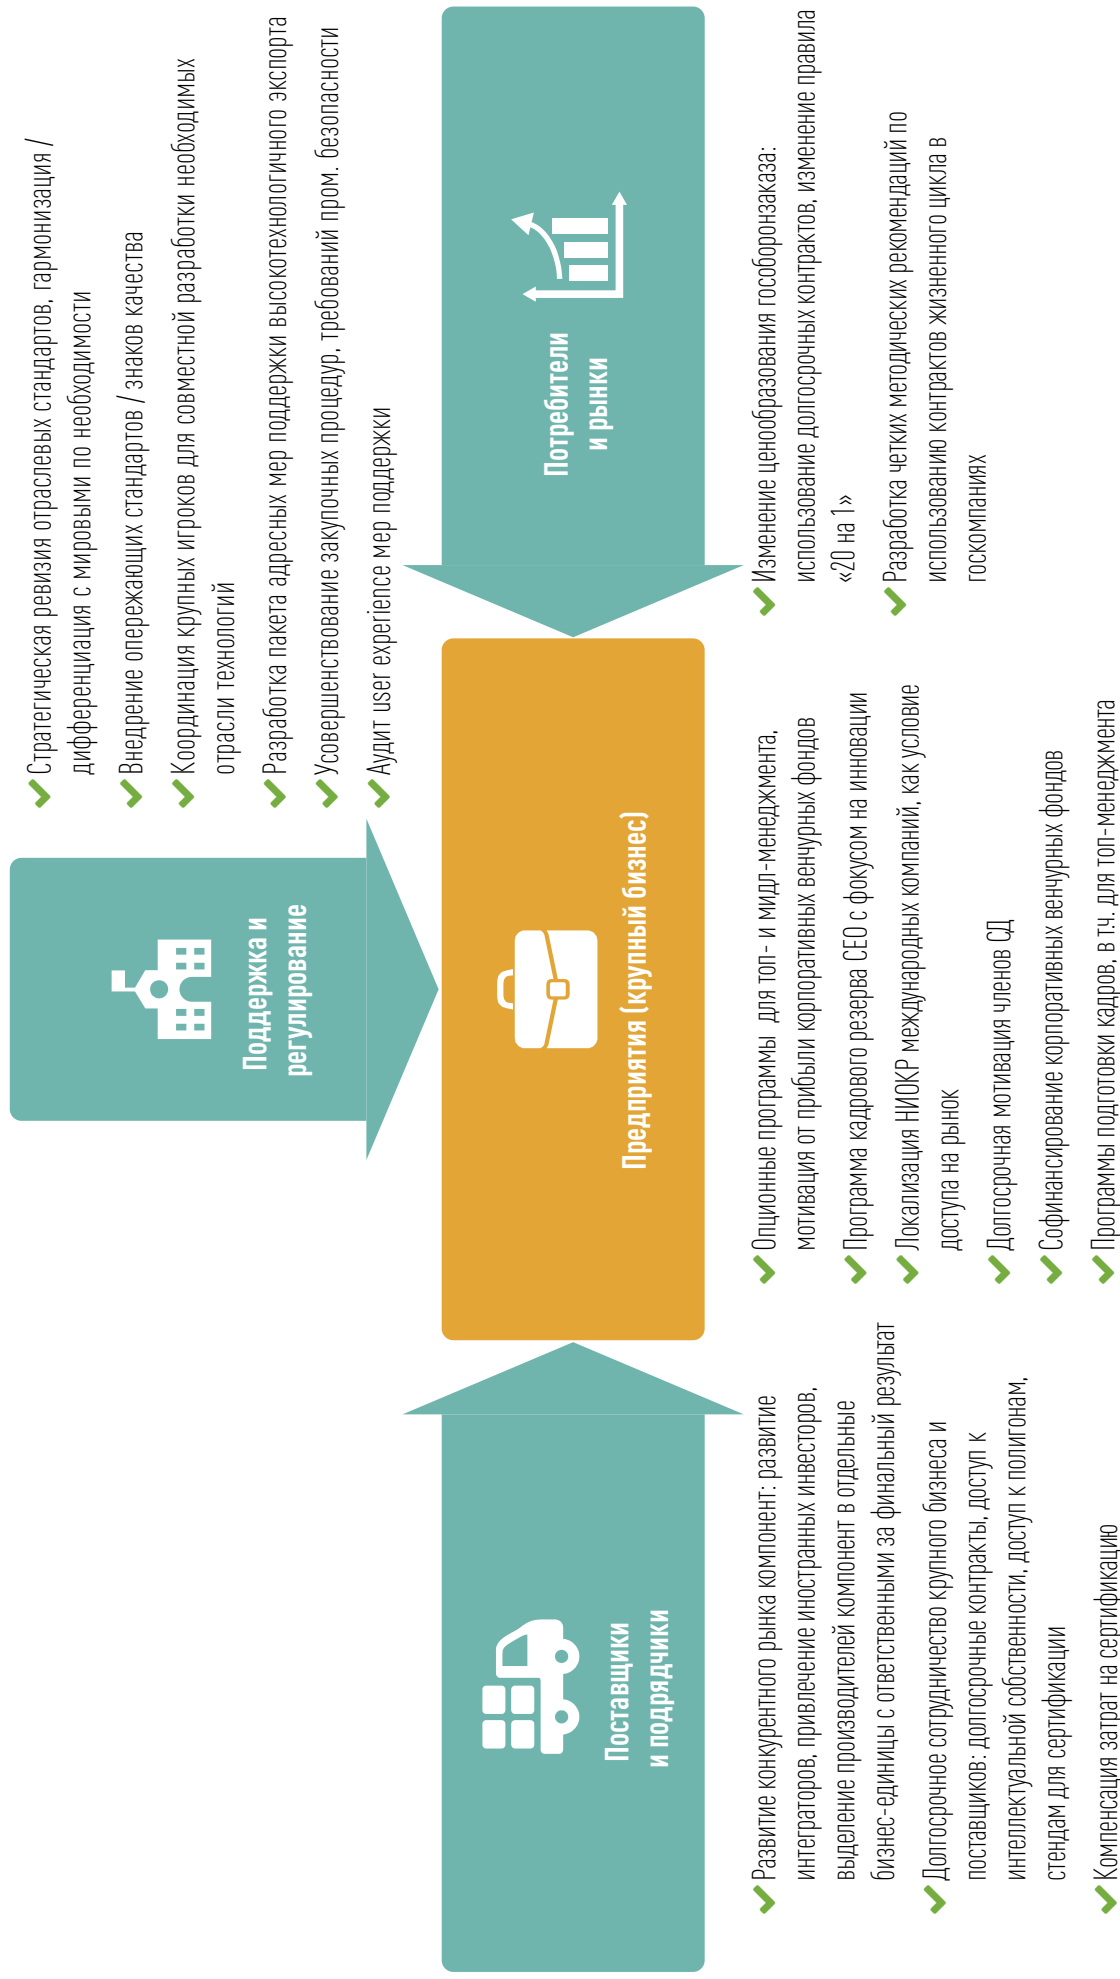 Поддержка и
регулирование
Стратегическая ревизия отраслевых стандартов, гармонизация /
дифференциация с мировыми по необходимости
Внедрение опережающих стандартов / знаков качества
Координация крупных игроков для совместной разработки необходимых
отрасли технологий
Разработка пакета адресных мер поддержки высокотехнологичного экспорта
Усовершенствование закупочных процедур, требований пром. безопасности
Аудит user experience мер поддержки
Поставщики
и подрядчики
Предприятия (крупный бизнес)
Потребители
и рынки
Развитие конкурентного рынка компонент: развитие
интеграторов, привлечение иностранных инвесторов,
выделение производителей компонент в отдельные
бизнес-единицы с ответственными за финальный результат
Долгосрочное сотрудничество крупного бизнеса и
поставщиков: долгосрочные контракты, доступ к
интеллектуальной собственности, доступ к полигонам,
стендам для сертификации
Компенсация затрат на сертификацию
Опционные программы для топ- и мидл-менеджмента,
мотивация от прибыли корпоративных венчурных фондов
Программа кадрового резерва CEO с фокусом на инновации
Локализация НИОКР международных компаний, как условие
доступа на рынок
Долгосрочная мотивация членов СД
Софинансирование корпоративных венчурных фондов
Программы подготовки кадров, в т.ч. для топ-менеджмента
Изменение ценообразования гособоронзаказа:
использование долгосрочных контрактов, изменение правила
«20 на 1»
Разработка четких методических рекомендаций по
использованию контрактов жизненного цикла в
госкомпаниях